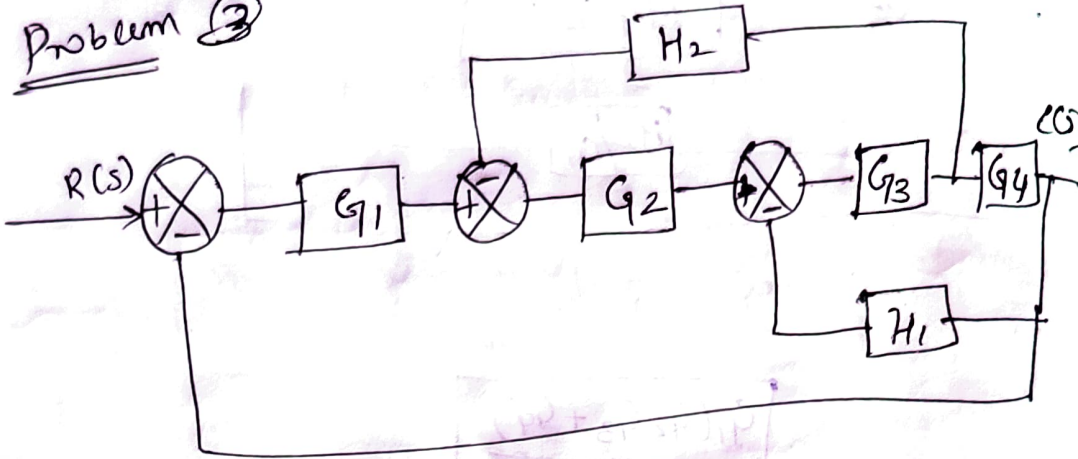 Problem ③
H2
R(S)
+
-
G1
+
-
G2
+
-
G3
G4
H1